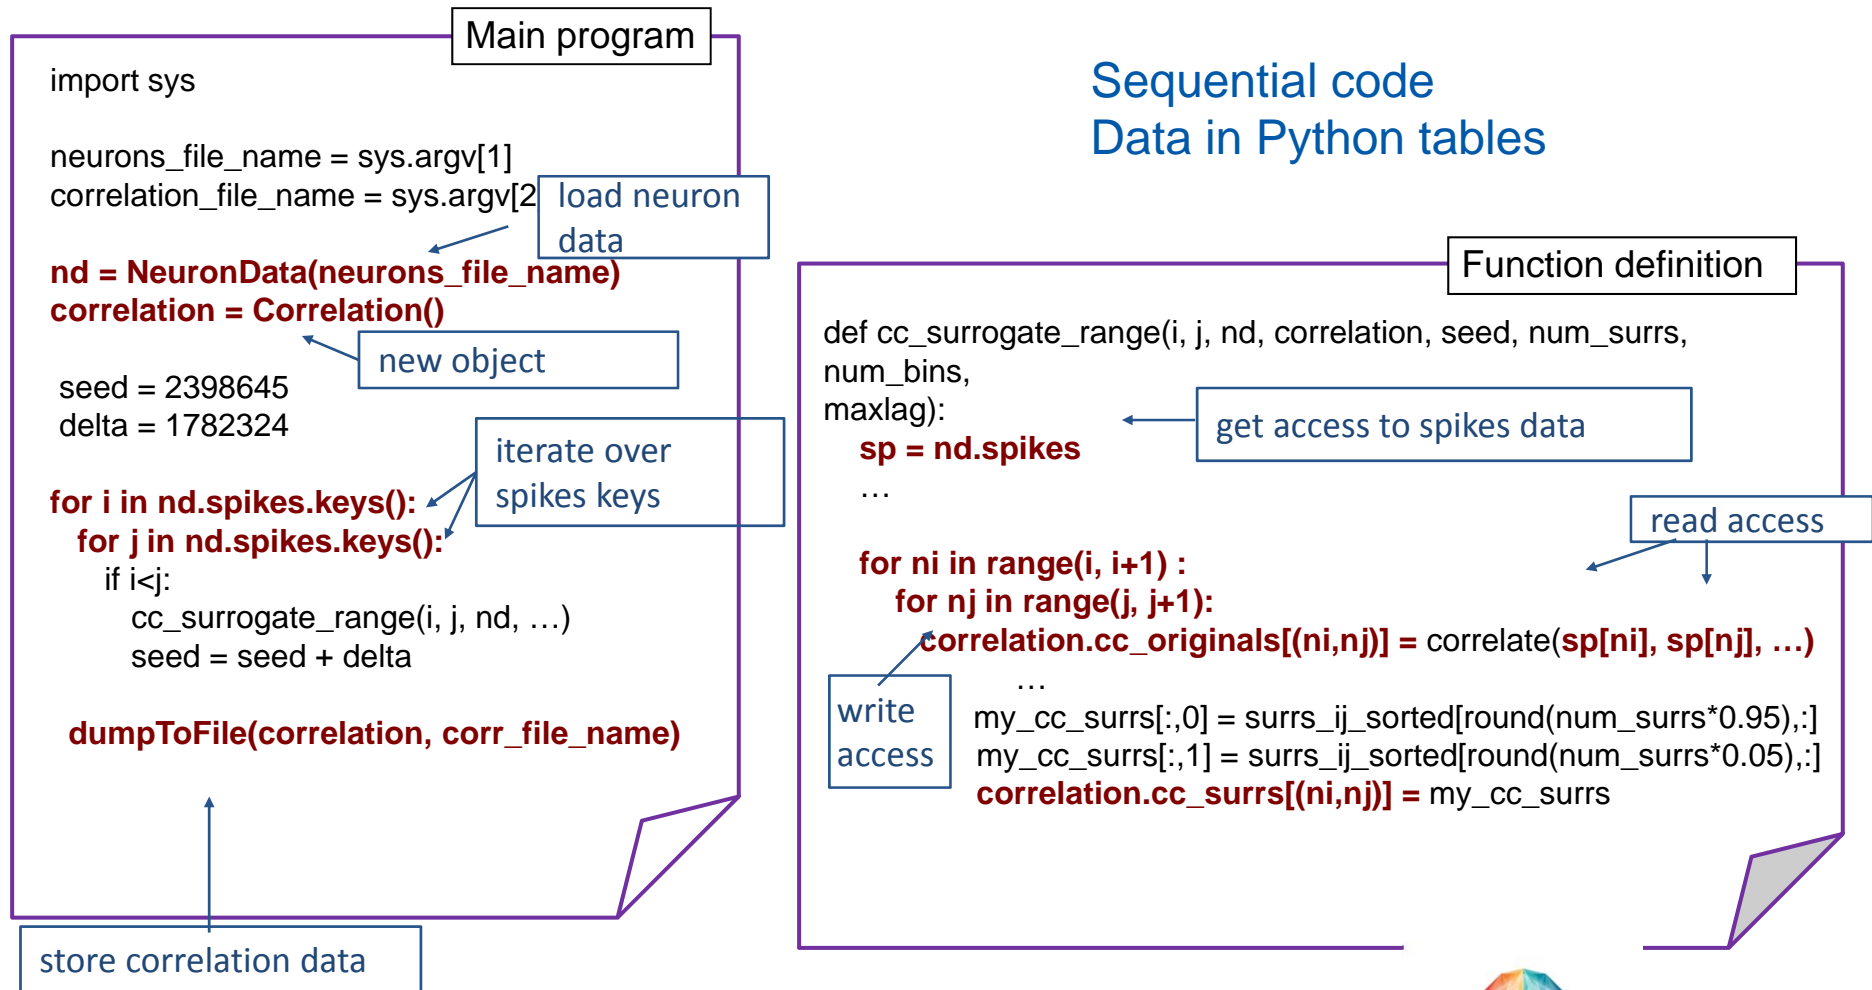 Main program
import sys
neurons_file_name = sys.argv[1]
correlation_file_name = sys.argv[2
load neuron
data
nd = NeuronData(neurons_file_name)
correlation = Correlation()
new object
seed = 2398645
delta = 1782324
iterate over
spikes keys
for i in nd.spikes.keys():
for j in nd.spikes.keys():
if i<j:
cc_surrogate_range(i, j, nd, …)
seed = seed + delta
dumpToFile(correlation, corr_file_name)
store correlation data
Sequential code
Data in Python tables
Function definition
def cc_surrogate_range(i, j, nd, correlation, seed, num_surrs,
num_bins,
maxlag):
get access to spikes data
sp = nd.spikes
…
read access
for ni in range(i, i+1) :
for nj in range(j, j+1):
correlation.cc_originals[(ni,nj)] = correlate(sp[ni], sp[nj], …)
…
write
access
my_cc_surrs[:,0] = surrs_ij_sorted[round(num_surrs*0.95),:]
my_cc_surrs[:,1] = surrs_ij_sorted[round(num_surrs*0.05),:]
correlation.cc_surrs[(ni,nj)] = my_cc_surrs